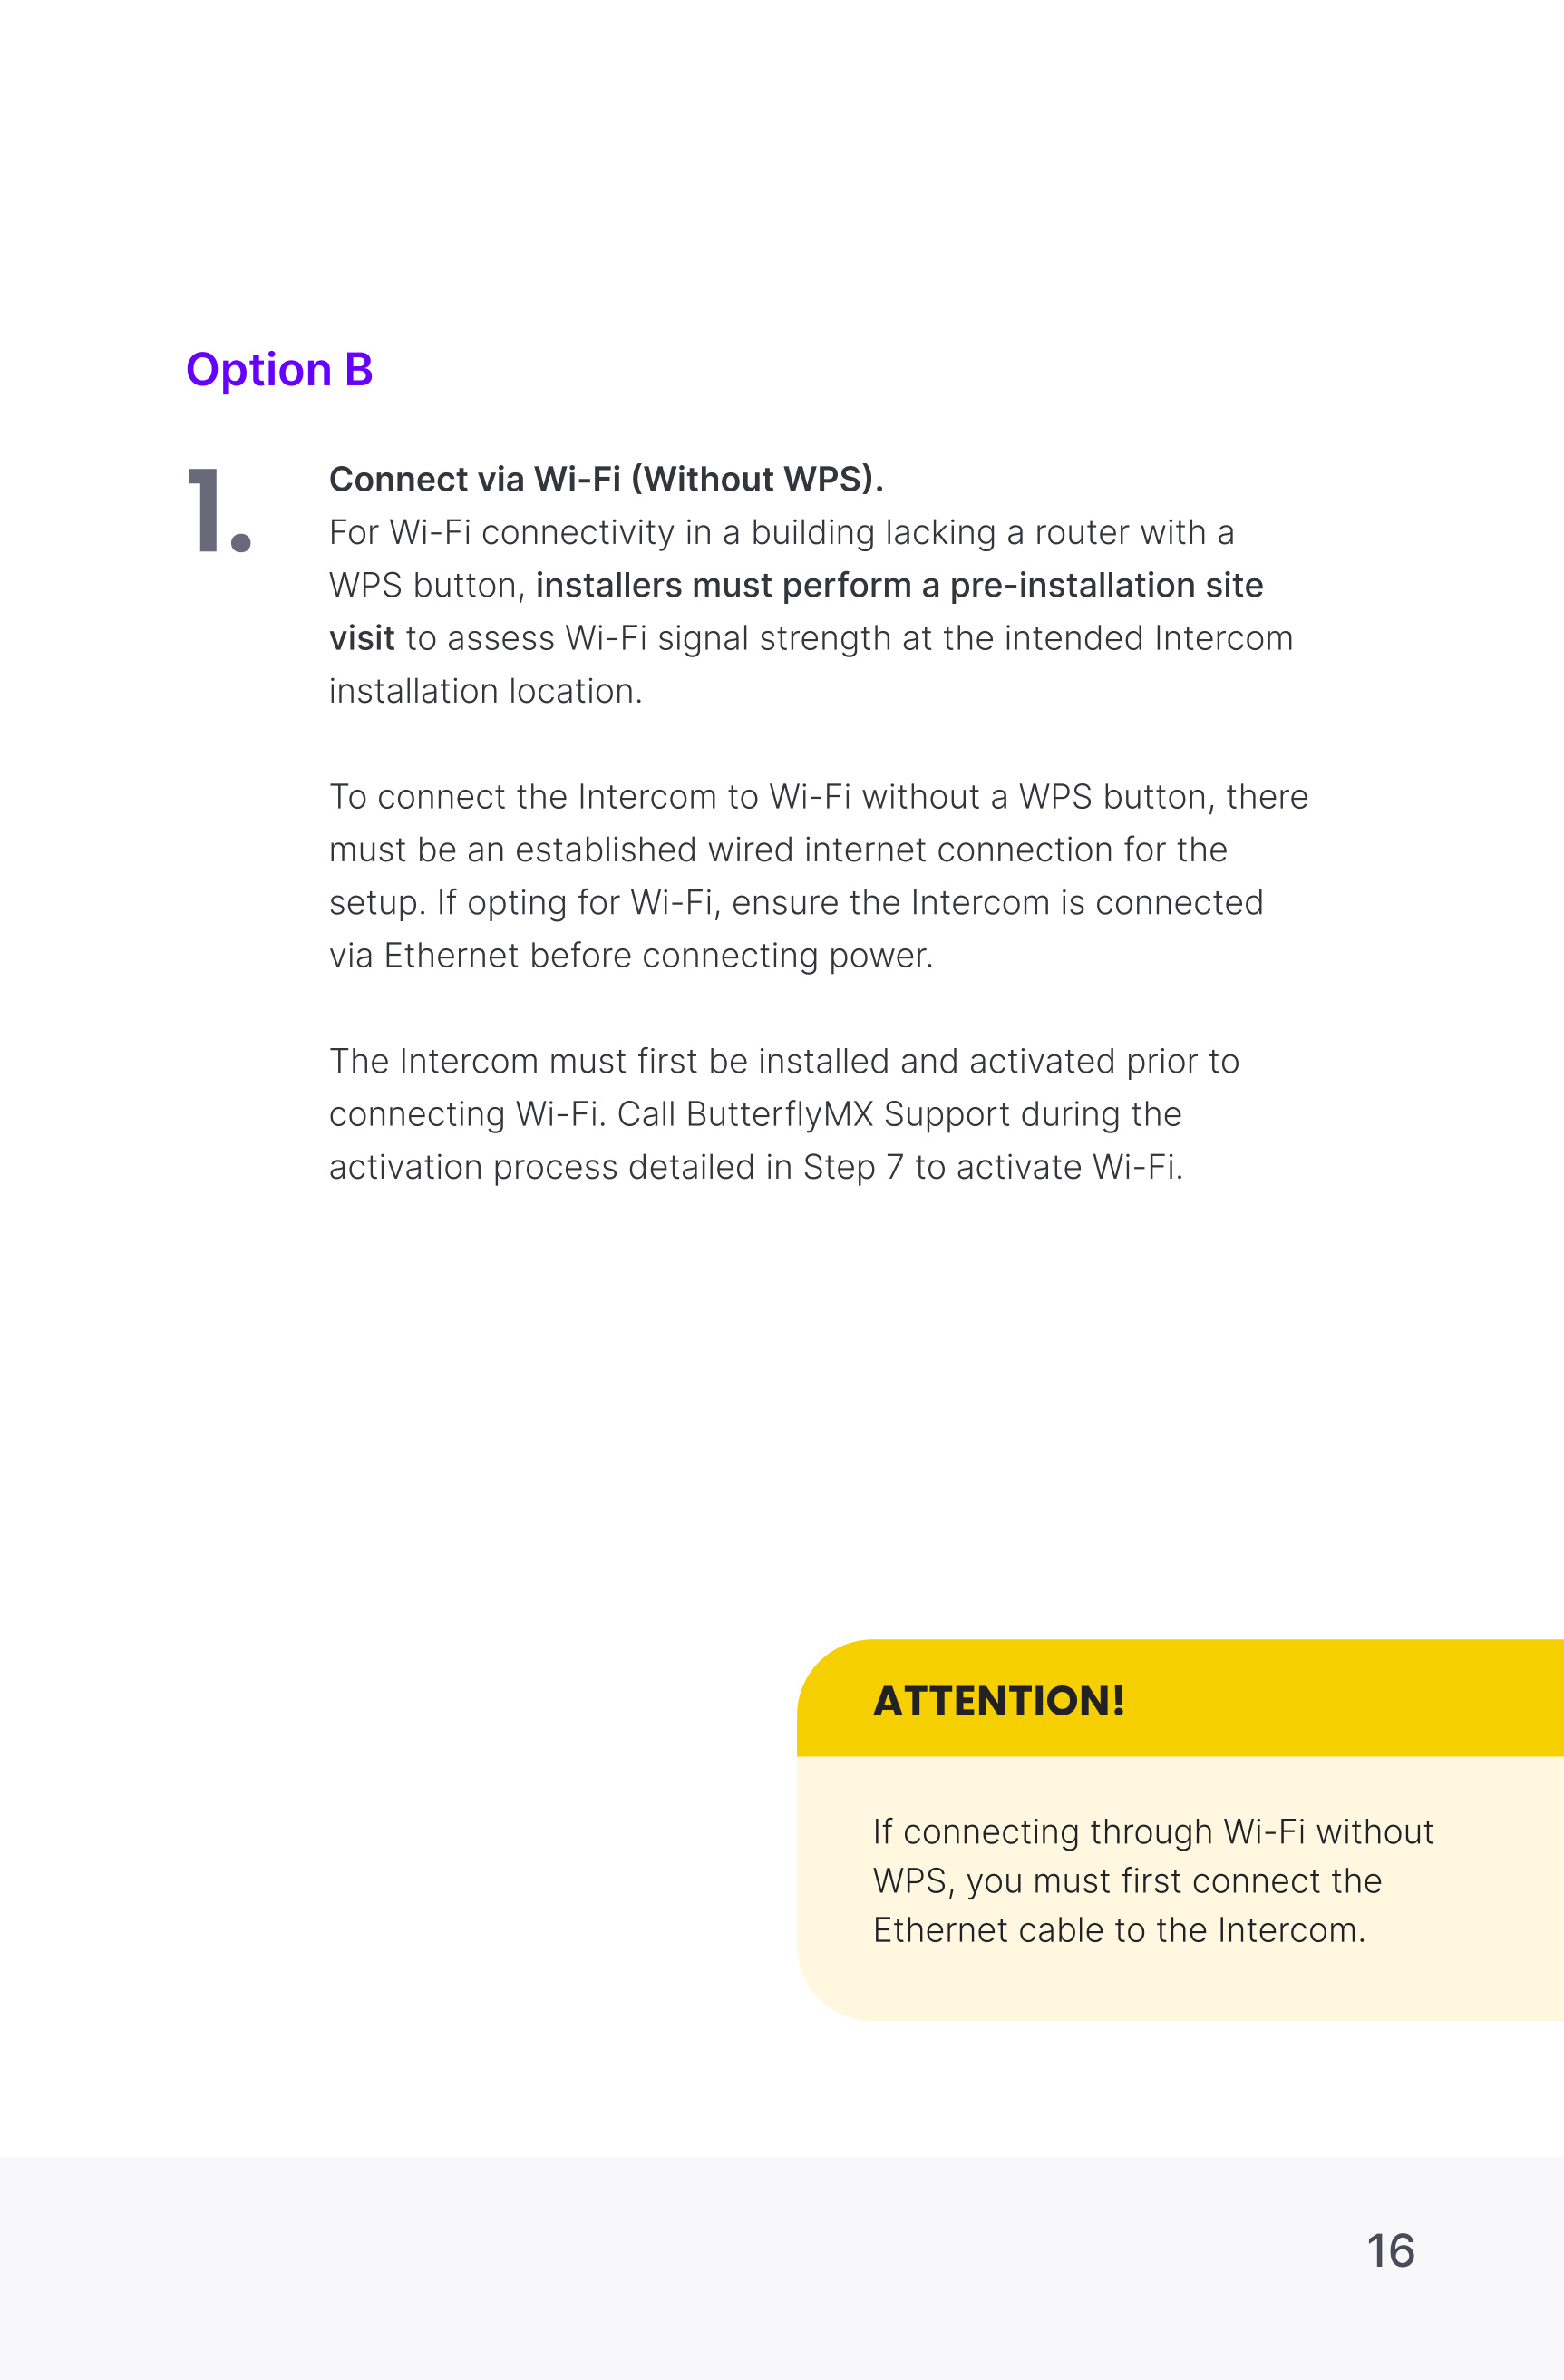 Option B
1.
Connect via Wi-Fi (Without WPS).
For Wi-Fi connectivity in a building lacking a router with a
WPS button, installers must perform a pre-installation site
visit to assess Wi-Fi signal strength at the intended Intercom
installation location.
To connect the Intercom to Wi-Fi without a WPS button, there
must be an established wired internet connection for the
setup. If opting for Wi-Fi, ensure the Intercom is connected
via Ethernet before connecting power.
The Intercom must first be installed and activated prior to
connecting Wi-Fi. Call ButterflyMX Support during the
activation process detailed in Step 7 to activate Wi-Fi.
ATTENTION!
If connecting through Wi-Fi without
WPS, you must first connect the
Ethernet cable to the Intercom.
16